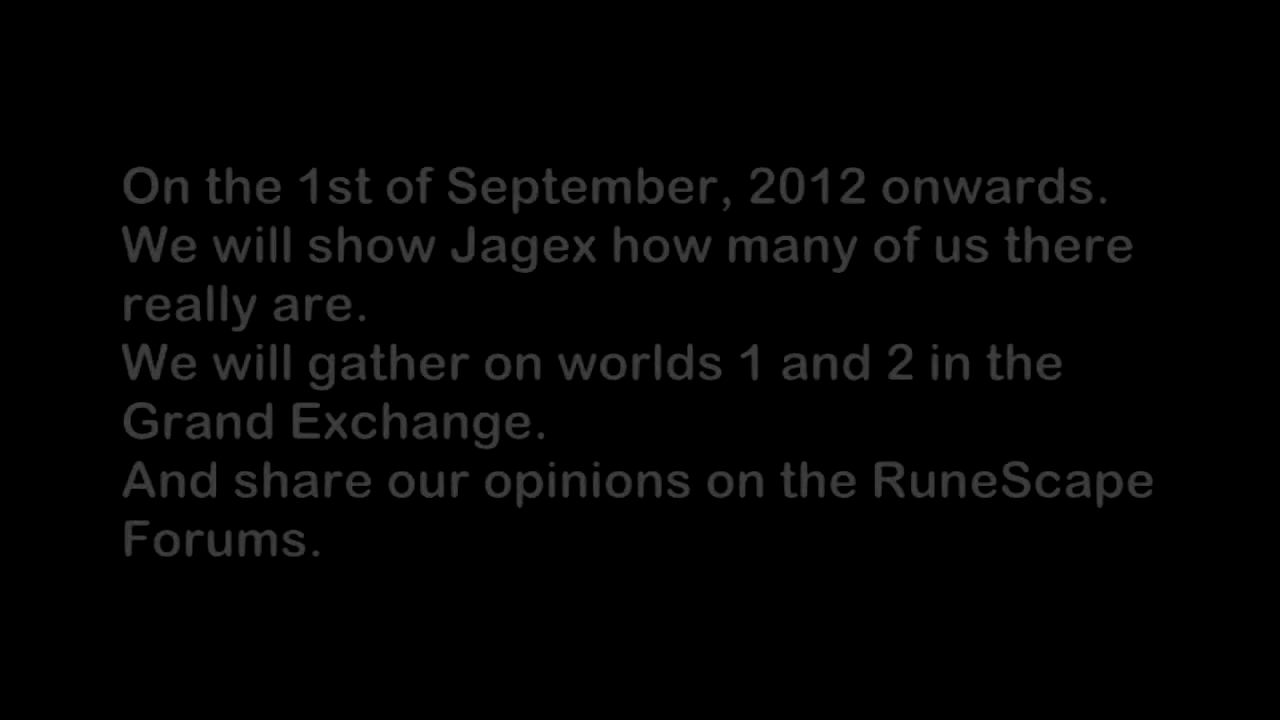 On the 1st of September, 2012 onwards.
We will show Jagex how many of us there
really are.
We will gather on worlds 1 and 2 in the
Grand Exchange.
And share our opinions on the RuneScape
Forums.